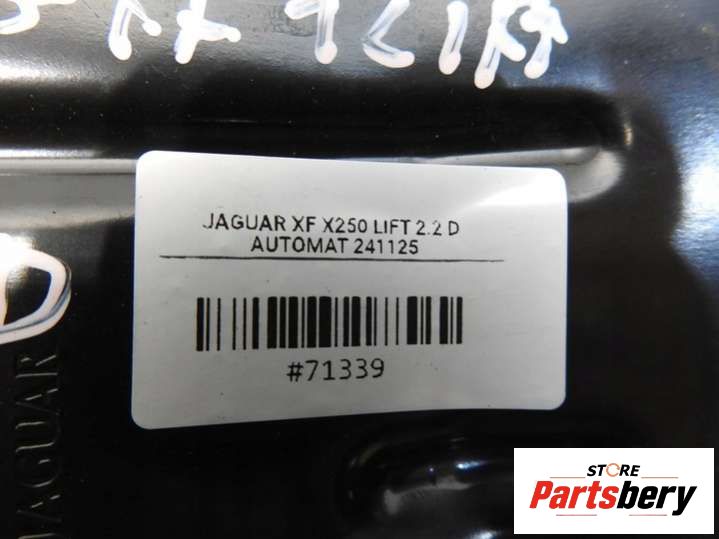 JAGUAR XF X250 LIFT 2.2 D
AUTOMAT 241125
#71339
D
JAGUAR
STORE
Partsbery